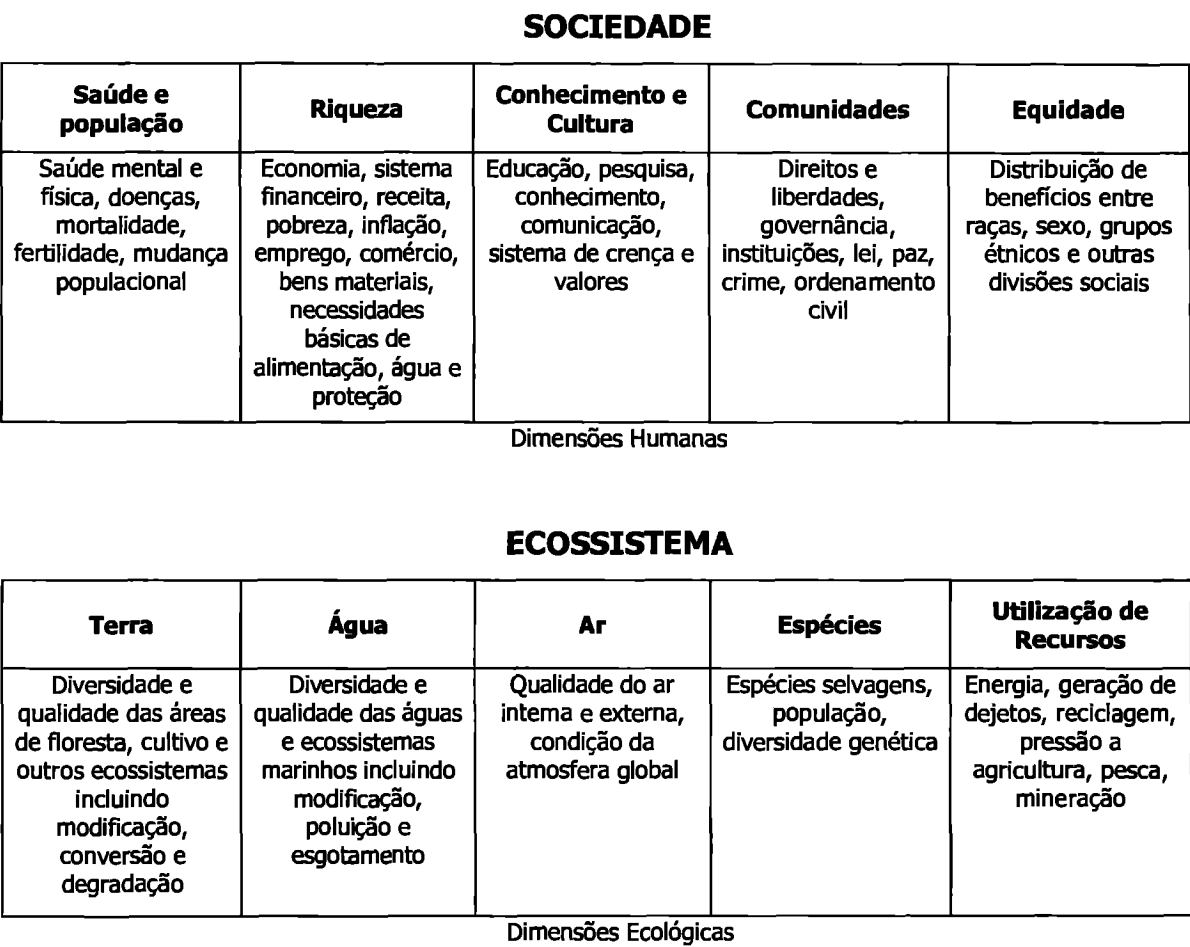 SOCIEDADE
Saúde e
população
Riqueza
Conhecimento e
Cultura
Comunidades
Equidade
Saúde mental e
física, doenças,
mortalidade,
fertilidade, mudança
populacional
Economia, sistema
financeiro, receita,
pobreza, inflação,
emprego, comércio,
bens materiais,
necessidades
básicas de
alimentação, água e
proteção
Educação, pesquisa,
conhecimento,
comunicação,
sistema de crença e
valores
Direitos e
liberdades,
governância,
instituições, lei, paz,
crime, ordenamento
civil
Distribuição de
benefícios entre
raças, sexo, grupos
étnicos e outras
divisões sociais
Dimensões Humanas
ECOSSISTEMA
Terra
Água
Ar
Espécies
Utilização de
Recursos
Diversidade e
qualidade das áreas
de floresta, cultivo e
outros ecossistemas
incluindo
modificação,
conversão e
degradação
Diversidade e
qualidade das águas
e ecossistemas
marinhos incluindo
modificação,
poluição e
esgotamento
Qualidade do ar
interna e externa,
condição da
atmosfera global
Espécies selvagens,
população,
diversidade genética
Energia, geração de
dejetos, reciclagem,
pressão a
agricultura, pesca,
mineração
Dimensões Ecológicas